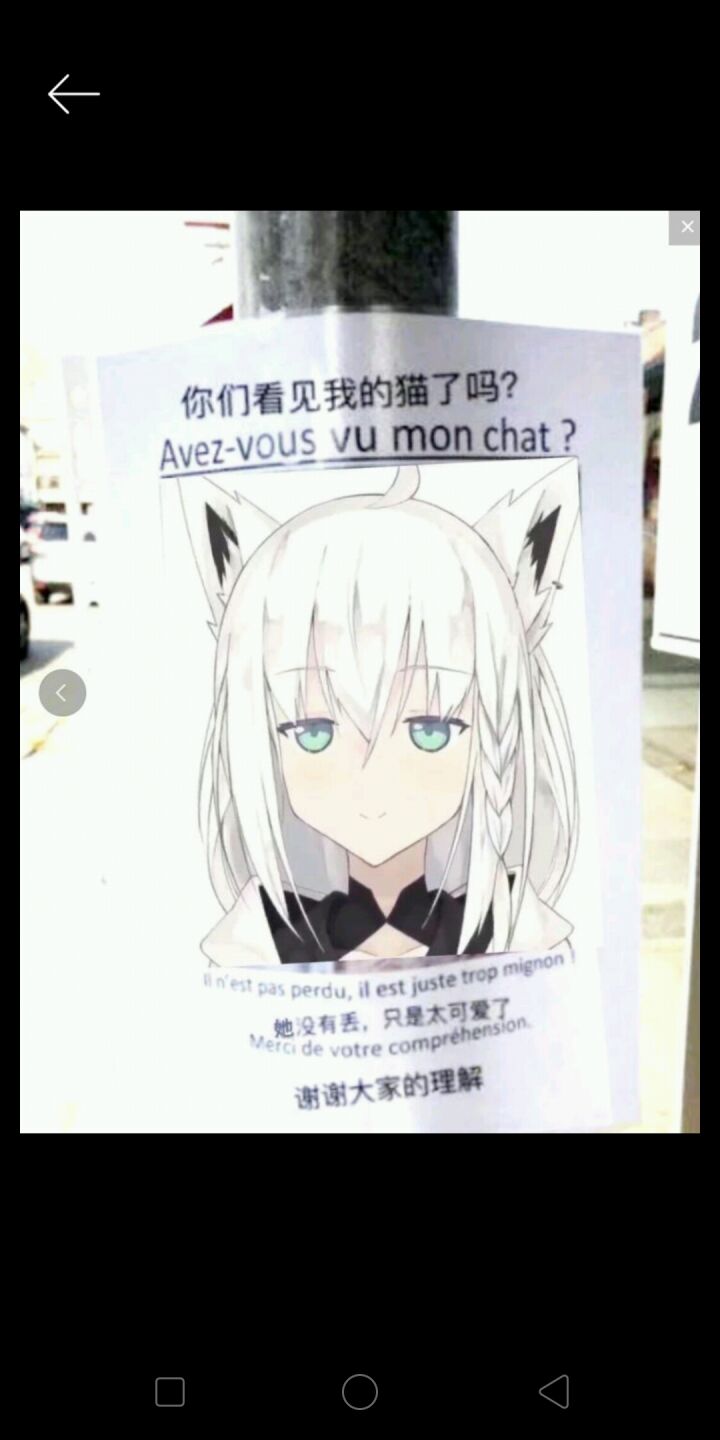 你们看见我的猫了吗?
Avez-vous vu mon chat ?
Il n'est pas perdu, il est juste trop mignon !
她没有丢，只是太可爱了
Merci de votre compréhension.
谢谢大家的理解